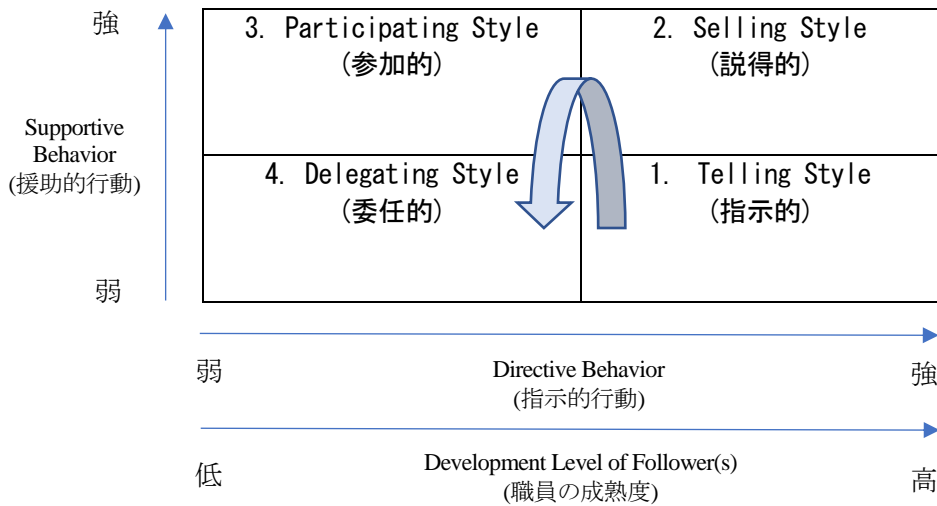 強
3. Participating Style
(参加的)
2. Selling Style
(説得的)
Supportive
Behavior
(援助的行動)
4. Delegating Style
(委任的)
1. Telling Style
(指示的)
弱
弱
Directive Behavior
(指示的行動)
強
低
Development Level of Follower(s)
(職員の成熟度)
高